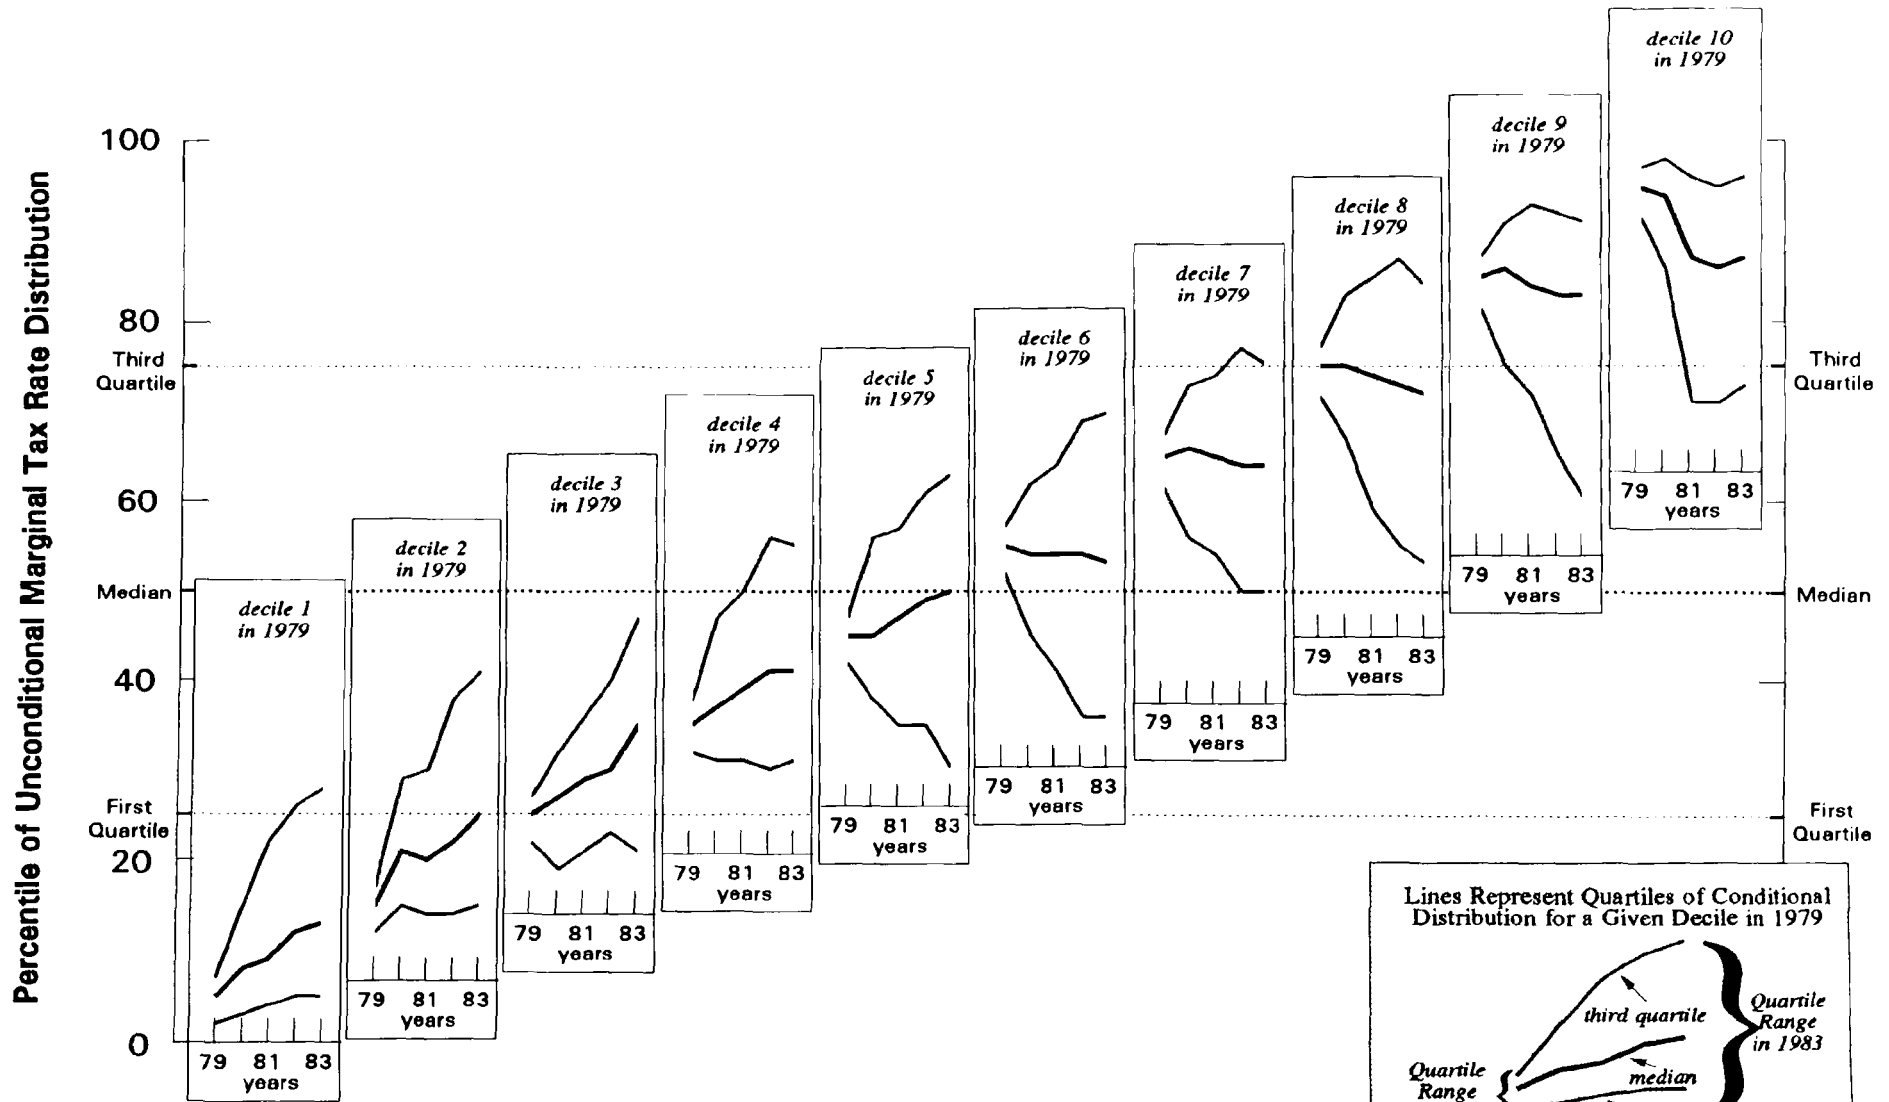 Percentile of Unconditional Marginal Tax Rate Distribution
100
80
Third
Quartile
60
Median
40
First
Quartile
20
0
decile 1
in 1979
79 81 83
years
decile 2
in 1979
79 81 83
years
decile 3
in 1979
79 81 83
years
decile 4
in 1979
79 81 83
years
decile 5
in 1979
79 81 83
years
decile 6
in 1979
79 81 83
years
decile 7
in 1979
79 81 83
years
decile 8
in 1979
79 81 83
years
decile 9
in 1979
79 81 83
years
decile 10
in 1979
79 81 83
years
Third
Quartile
Median
First
Quartile
Lines Represent Quartiles of Conditional
Distribution for a Given Decile in 1979
third quartile
median
Quartile
Range
in 1983
Quartile
Range